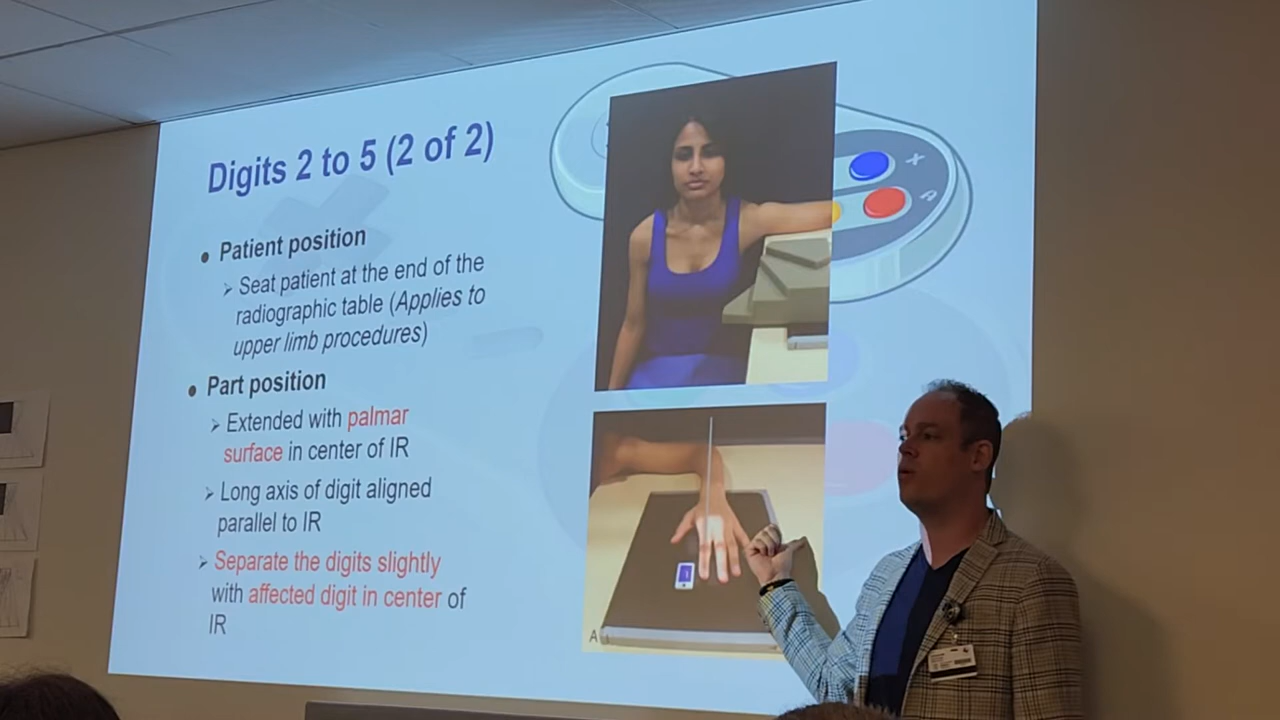 Digits 2 to 5 (2 of 2)
• Patient position
➢ Seat patient at the end of the
radiographic table (Applies to
upper limb procedures)
• Part position
➢ Extended with palmar
surface in center of IR
➢ Long axis of digit aligned
parallel to IR
➢ Separate the digits slightly
with affected digit in center of
IR
X
A
A